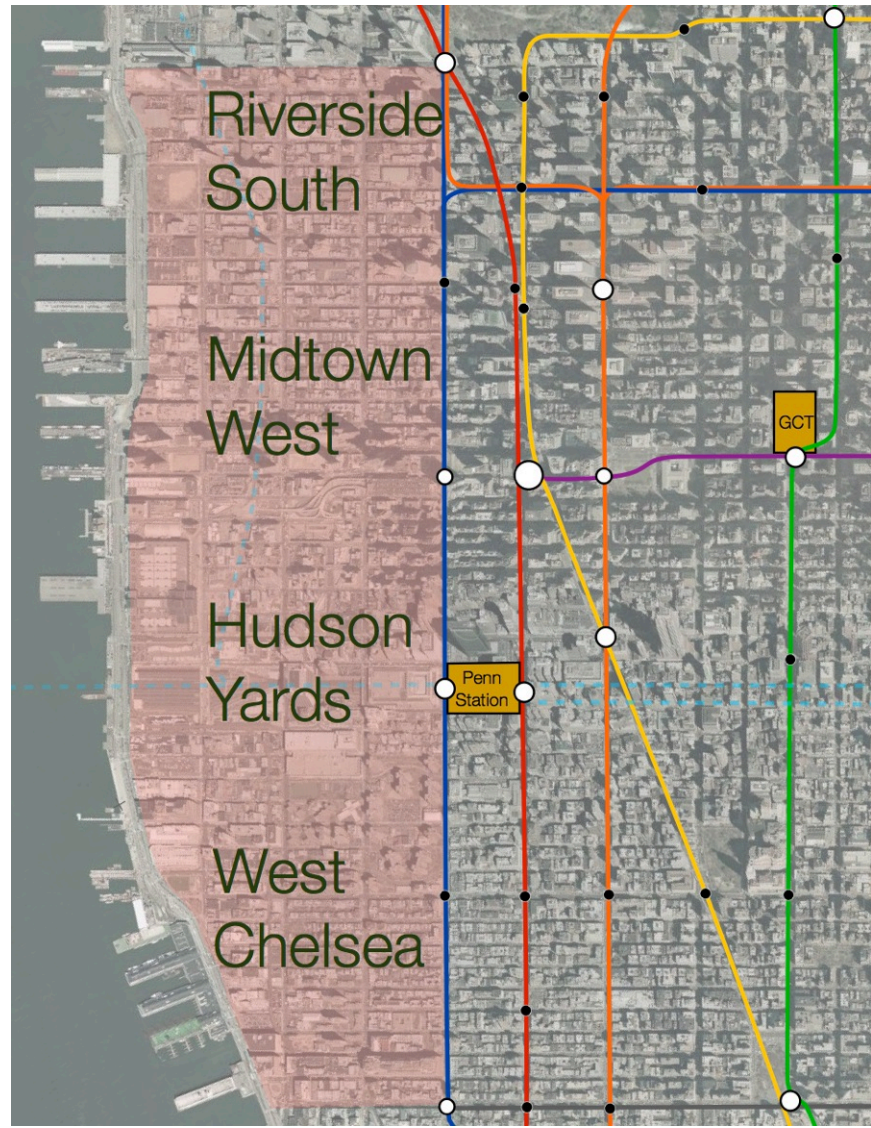 Riverside
South
Midtown
West
GCT
Hudson
Yards
Penn
Station
West
Chelsea